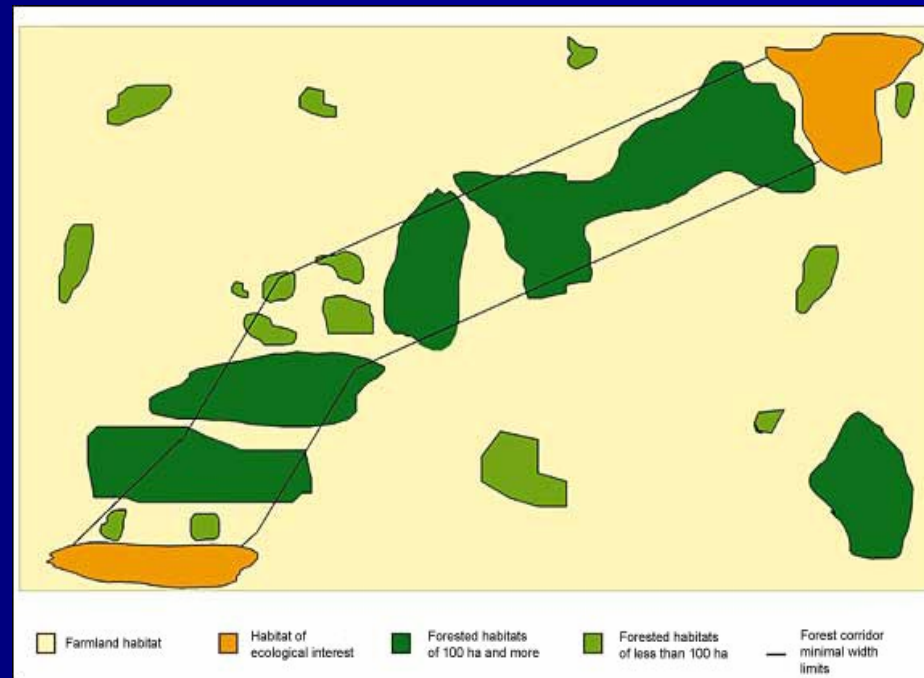 Farmland habitat
Habitat of
ecological interest
Forested habitats
of 100 ha and more
Forested habitats
of less than 100 ha
Forest corridor
minimal width
limits